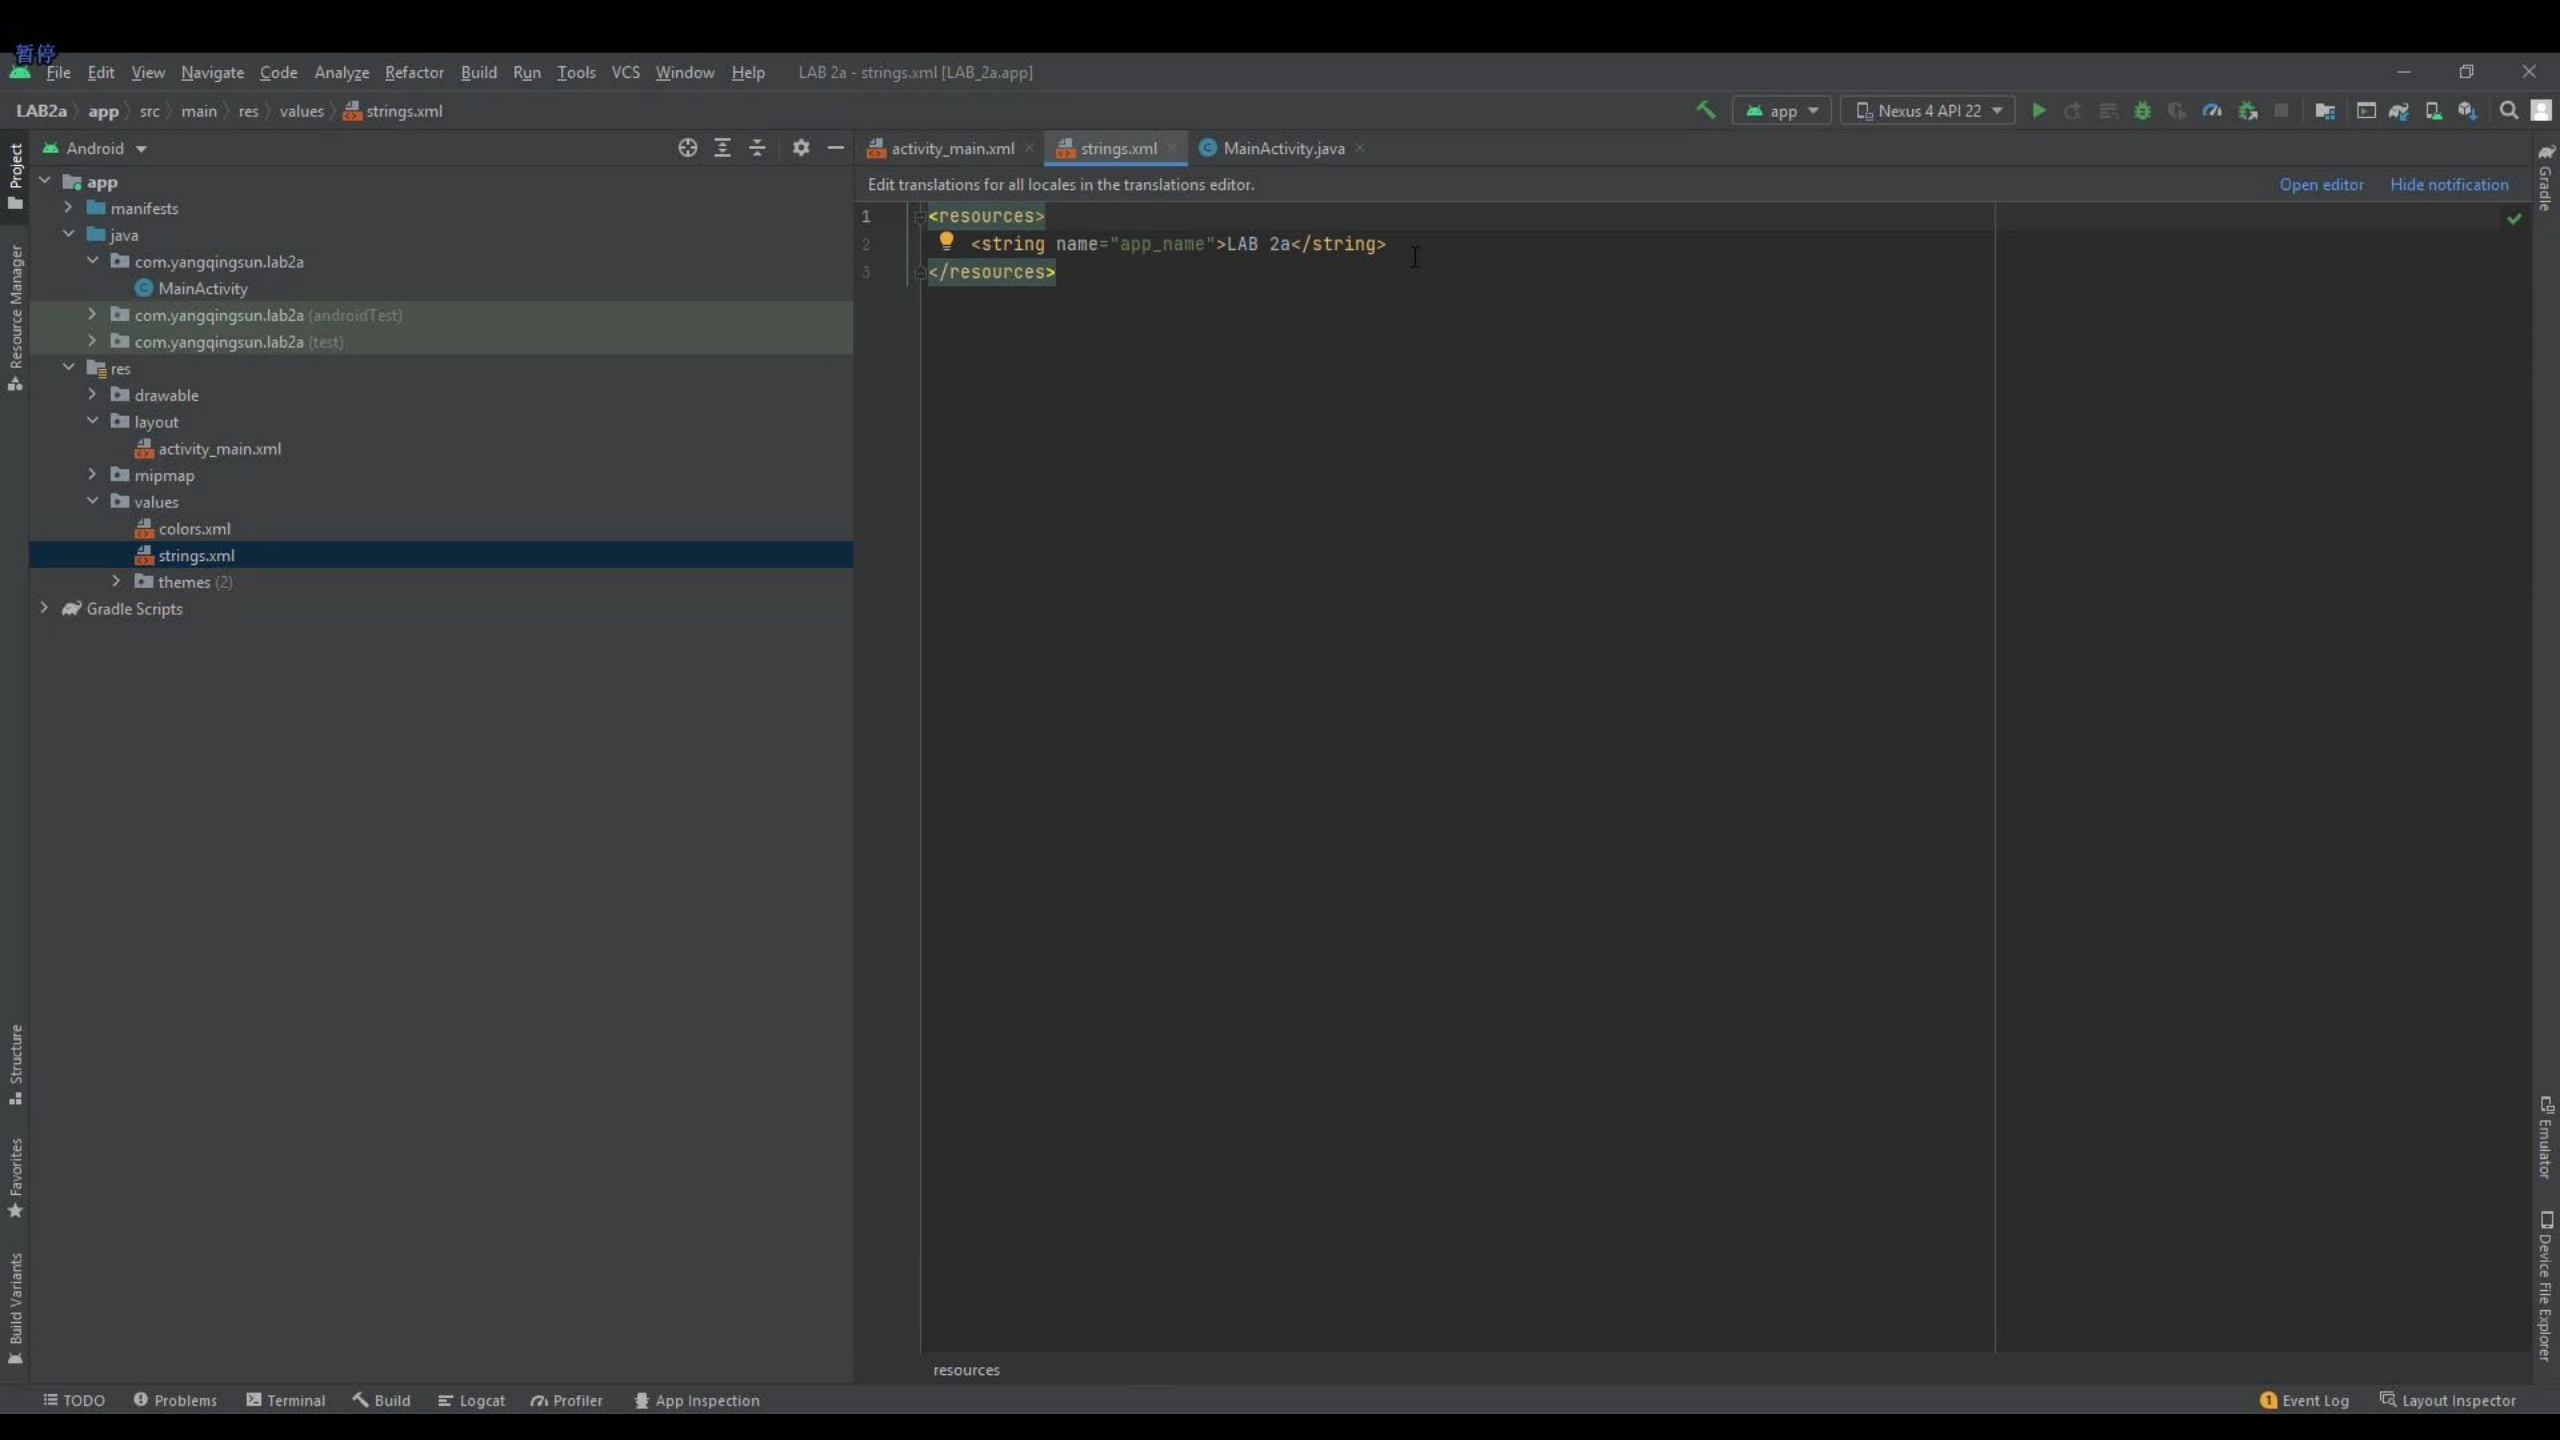 暂停
File Edit View Navigate Code Analyze Refactor Build Run Tools VCS Window Help LAB 2a - strings.xml [LAB_2a.app]
LAB2a app src main res values strings.xml
app Nexus 4 API 22
Android
activity_main.xml strings.xml MainActivity.java
Edit translations for all locales in the translations editor. Open editor Hide notification
app
manifests
java
com.yangqingsun.lab2a
MainActivity
com.yangqingsun.lab2a (androidTest)
com.yangqingsun.lab2a (test)
res
drawable
layout
activity_main.xml
mipmap
values
colors.xml
strings.xml
themes (2)
Gradle Scripts
1 <resources>
2 <string name="app_name">LAB 2a</string>
3 </resources>
resources
Project
Resource Manager
Structure
Favorites
Build Variants
Gradle
Emulator
Device File Explorer
TODO Problems Terminal Build Logcat Profiler App Inspection
1 Event Log Layout Inspector